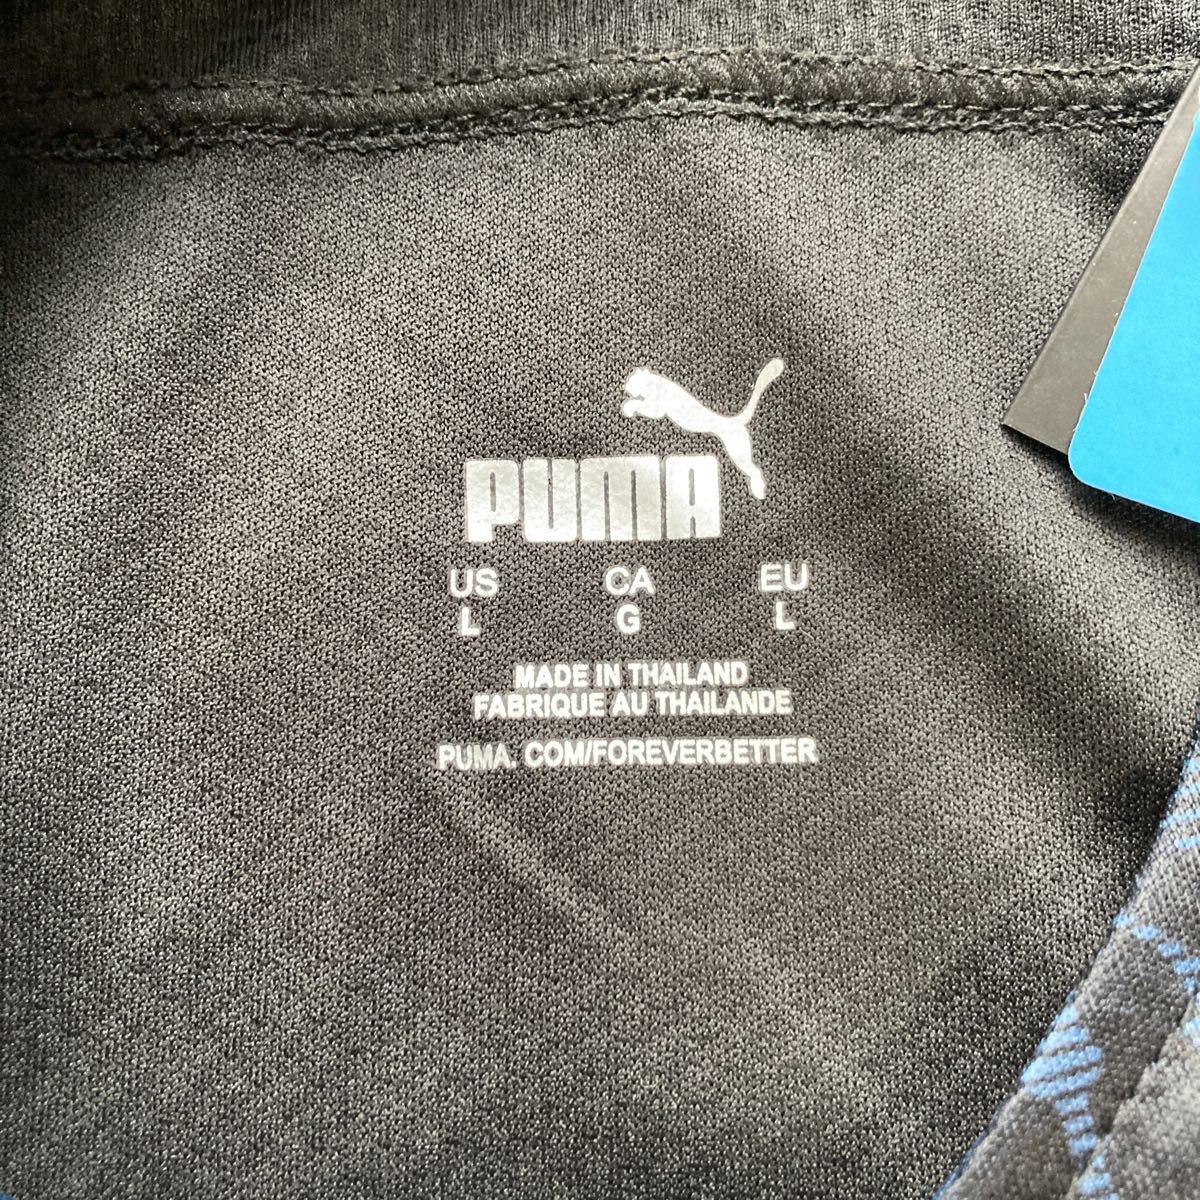 PUMA
US CA EU
L G L
MADE IN THAILAND
FABRIQUE AU THAILANDE
PUMA. COM/FOREVERBETTER